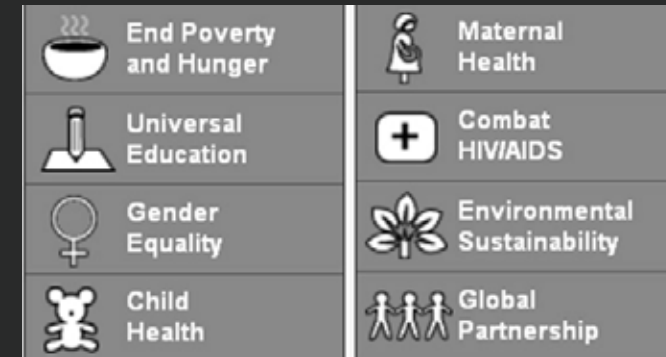 End Poverty
and Hunger
Universal
Education
Gender
Equality
Child
Health
Maternal
Health
Combat
HIV/AIDS
Environmental
Sustainability
Global
Partnership